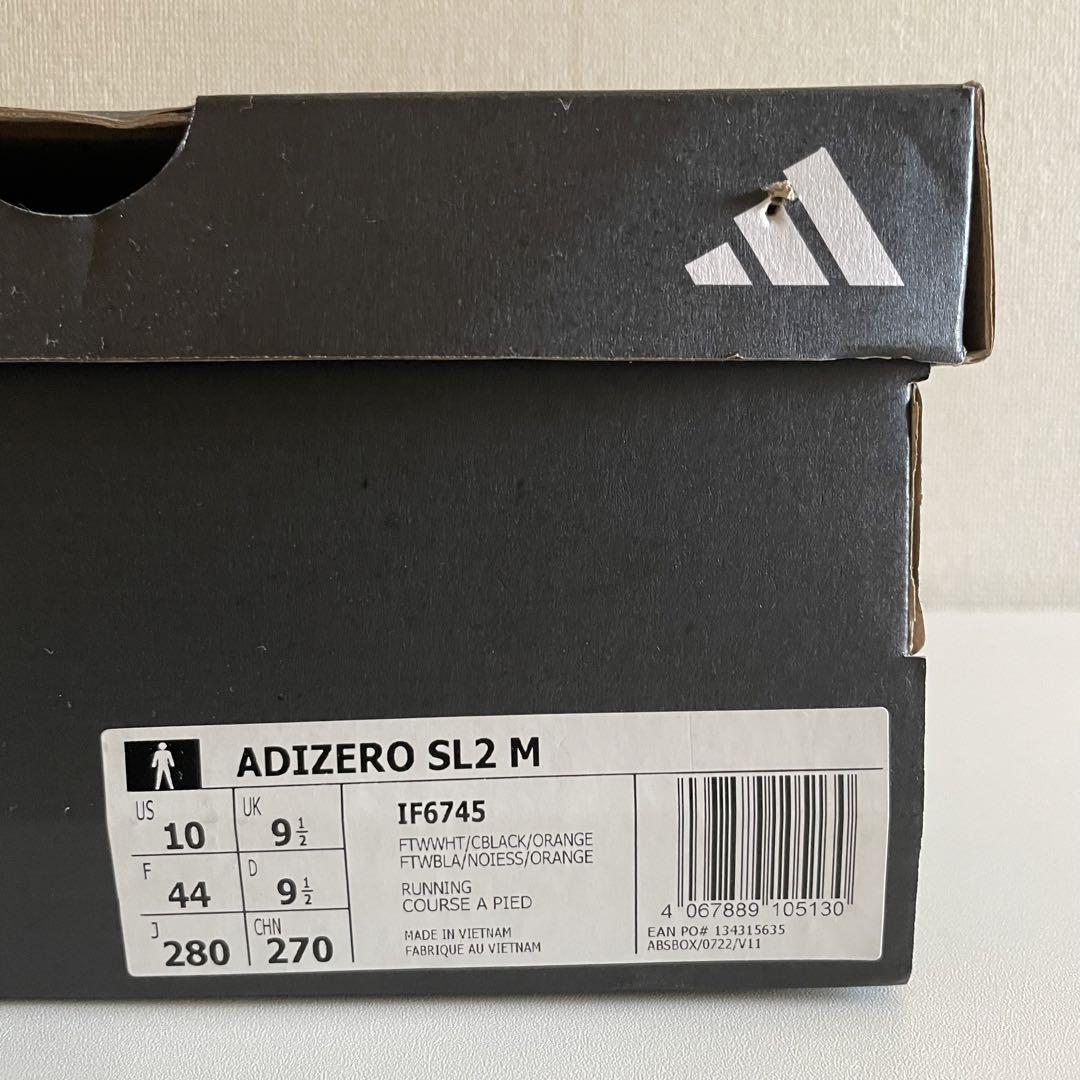 ADIZERO SL2 M
US 10 UK 9 1/2
F 44 D 9 1/2
J 280 CHN 270
IF6745
FTWWHT/CBLACK/ORANGE
FTWBLA/NOIESS/ORANGE
RUNNING
COURSE A PIED
MADE IN VIETNAM
FABRIQUE AU VIETNAM
4 067889 105130
EAN PO# 134315635
ABSBOX/0722/V11